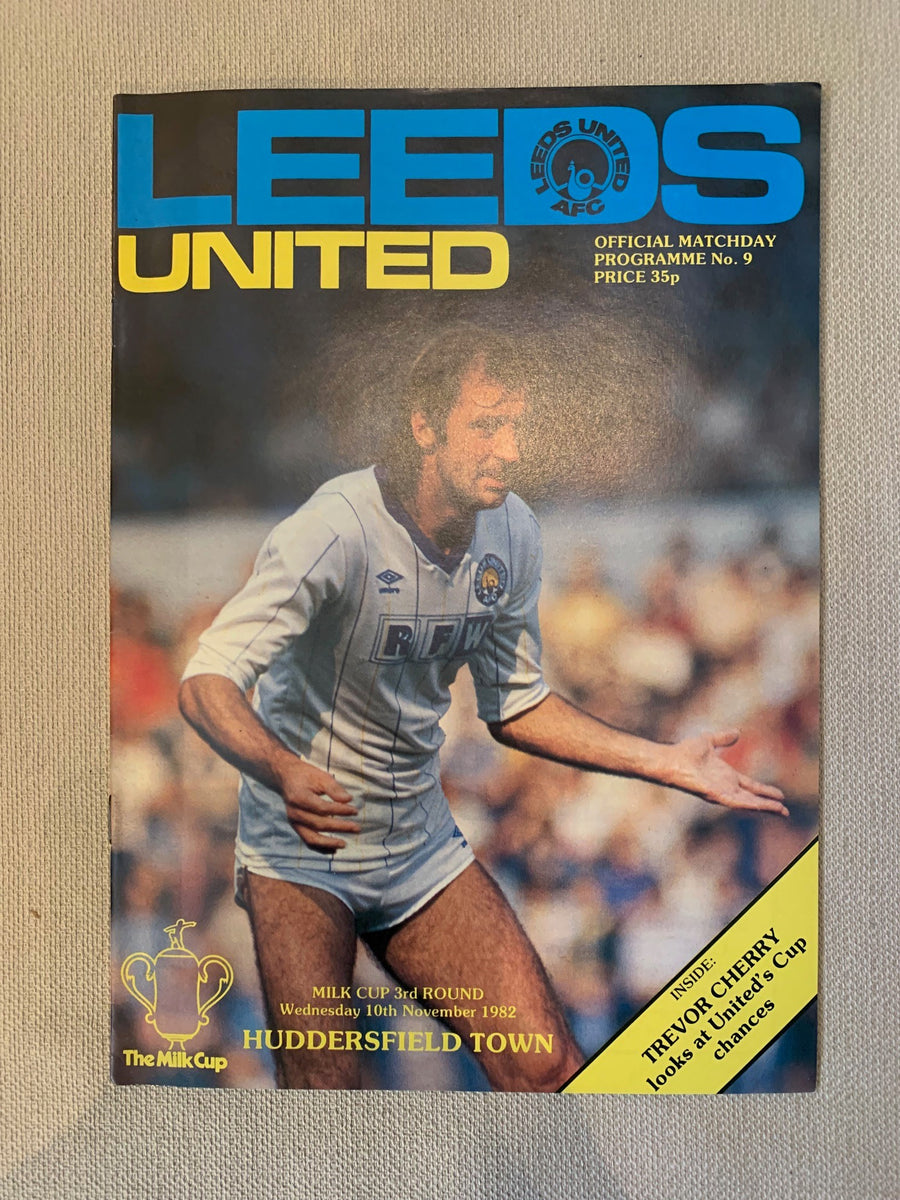 LEEDS
LEEDS UNITED
AFC
UNITED
OFFICIAL MATCHDAY
PROGRAMME No. 9
PRICE 35p
umbro
RFW
MILK CUP 3rd ROUND
Wednesday 10th November 1982
HUDDERSFIELD TOWN
The Milk Cup
INSIDE:
TREVOR CHERRY
looks at United's Cup
chances